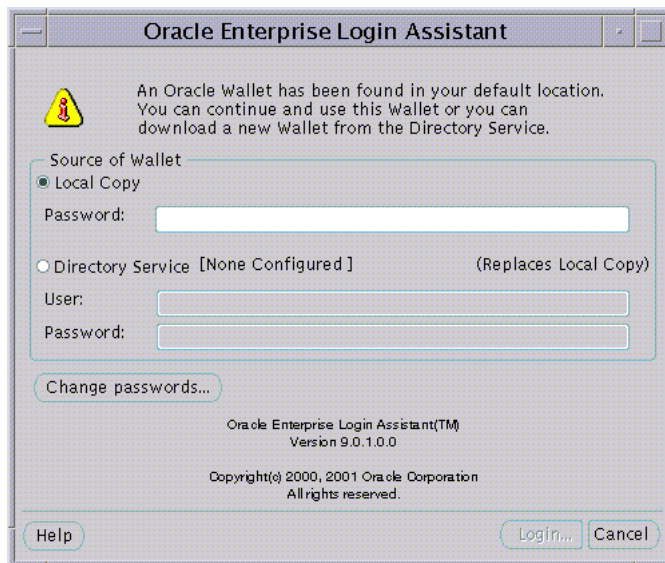 Oracle Enterprise Login Assistant
An Oracle Wallet has been found in your default location.
You can continue and use this Wallet or you can
download a new Wallet from the Directory Service.
Source of Wallet
Local Copy
Password:
Directory Service [None Configured ] (Replaces Local Copy)
User:
Password:
Change passwords...
Oracle Enterprise Login Assistant(TM)
Version 9.0.1.0.0
Copyright(c) 2000, 2001 Oracle Corporation
All rights reserved.
Help Login... Cancel